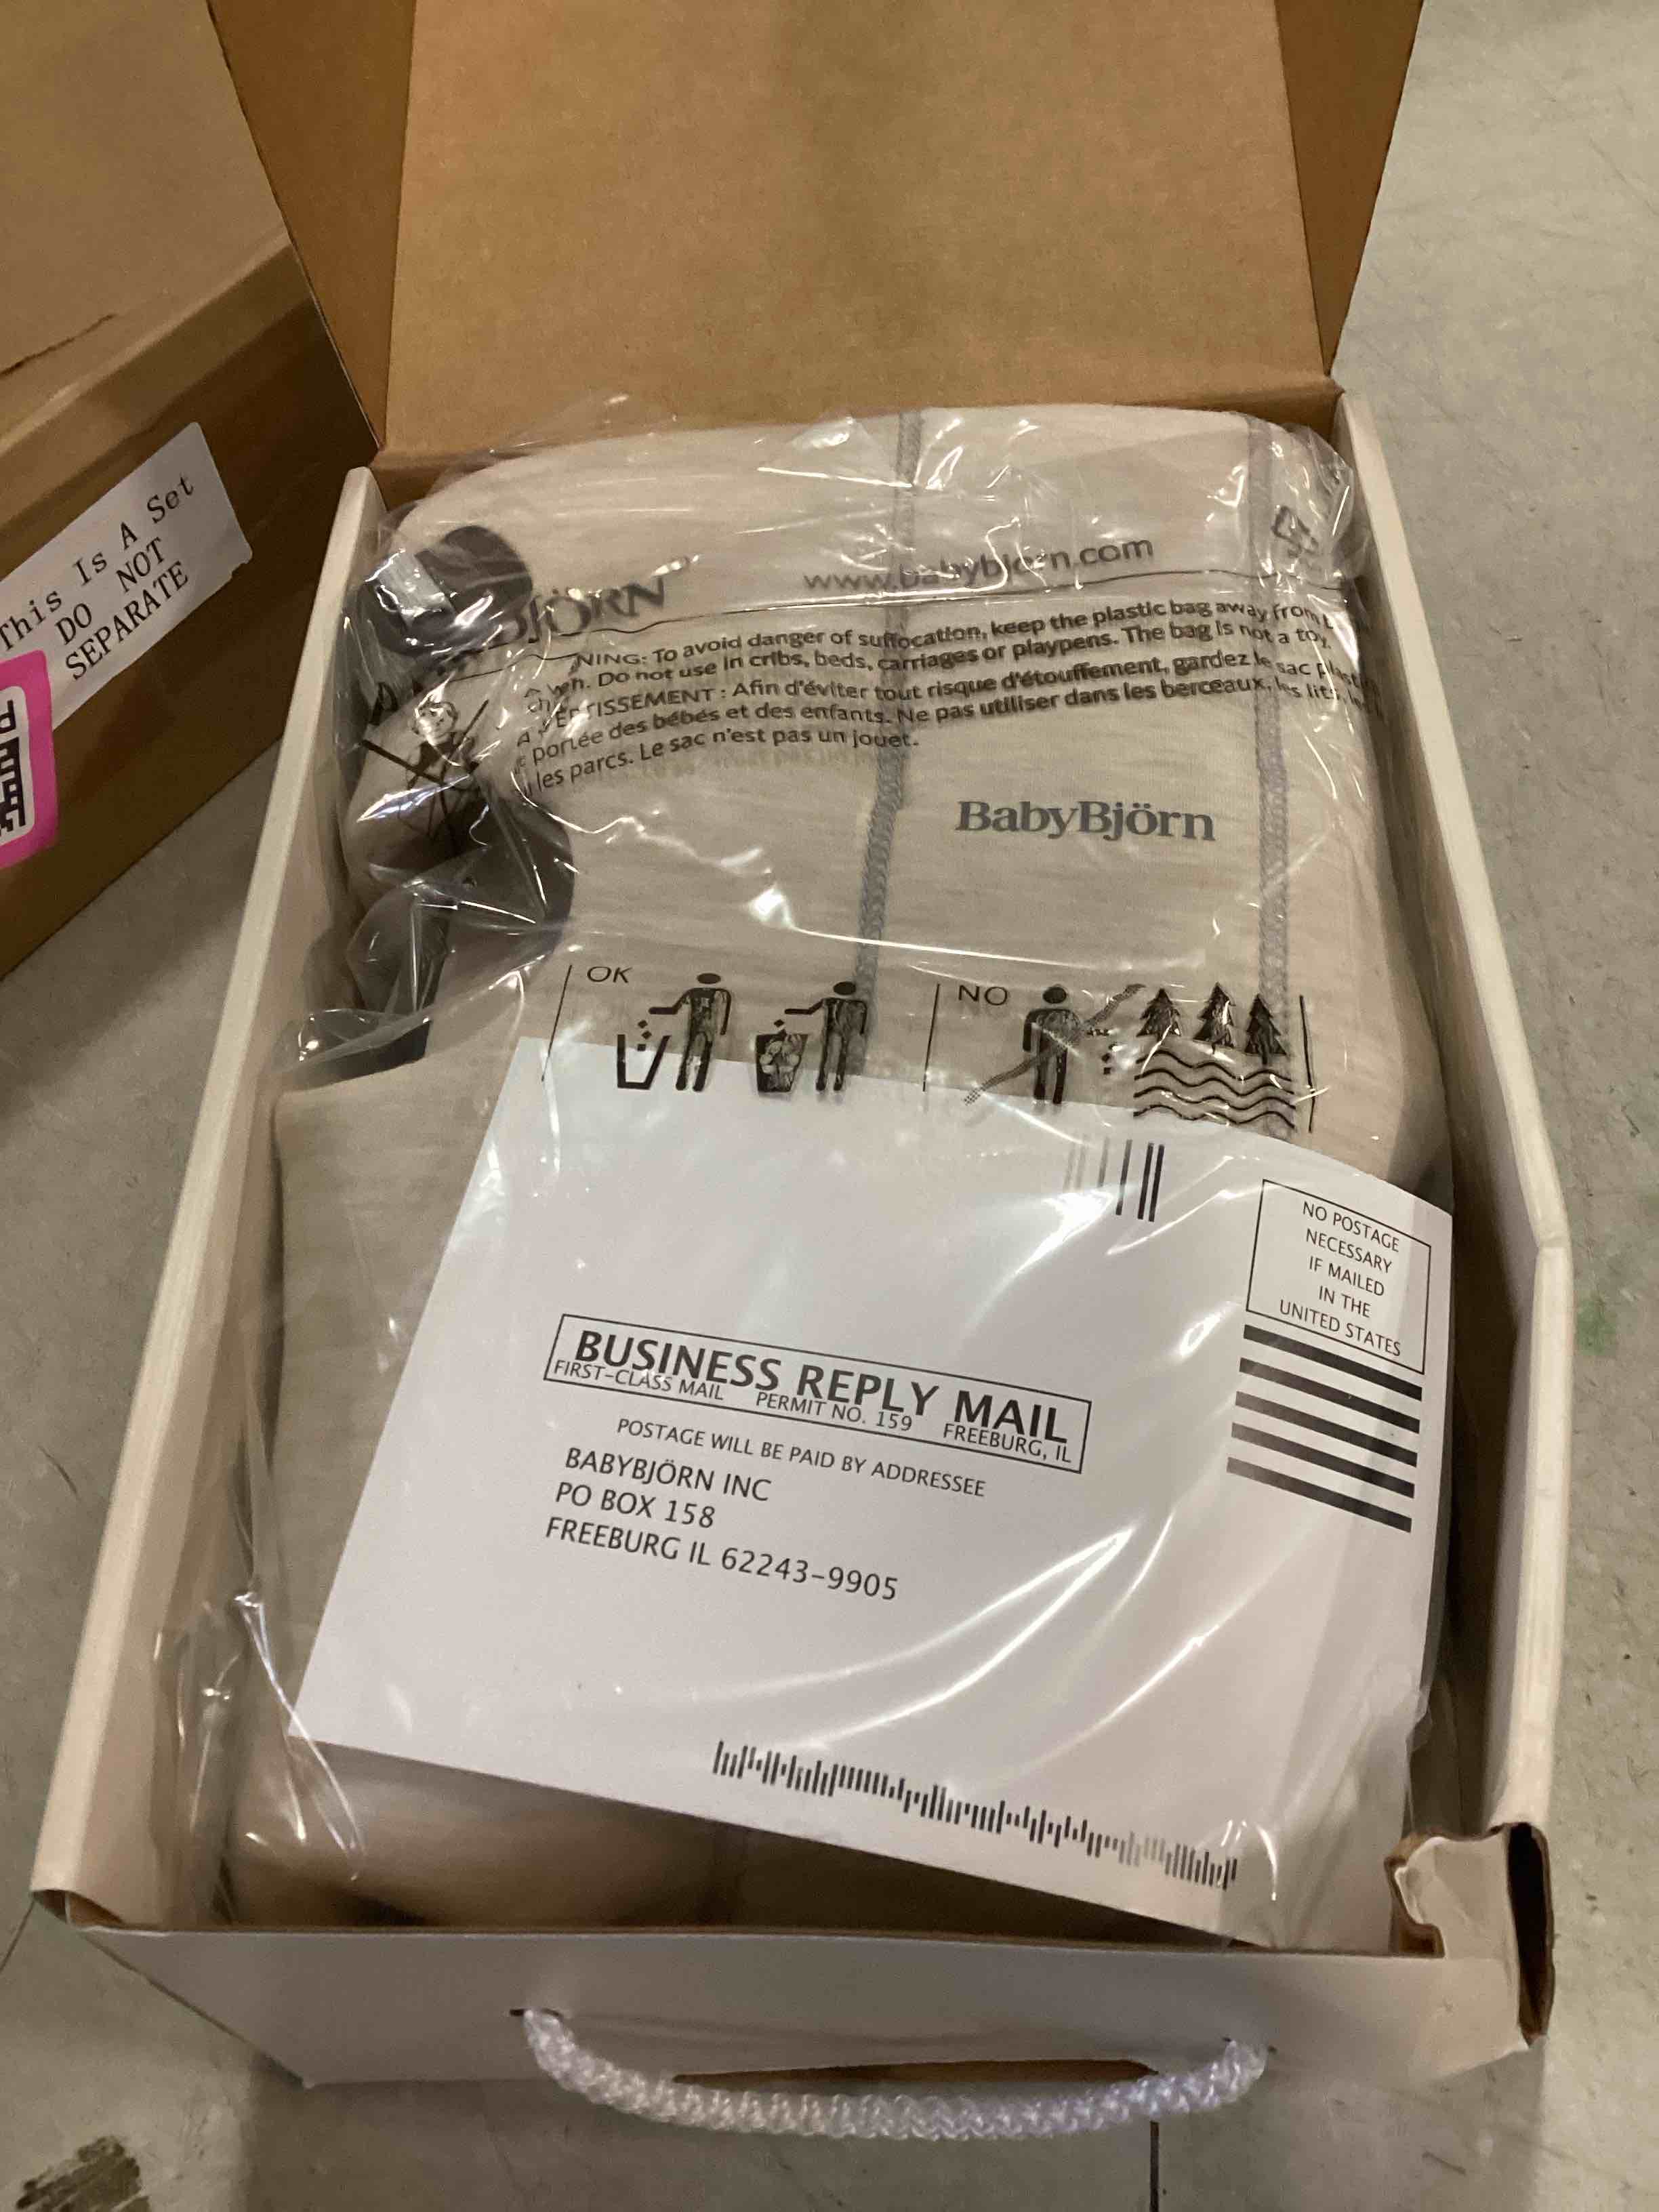 This Is A Set
DO NOT
SEPARATE
BJÖRN
www.babybjorn.com
To avoid danger of suffocation, keep the plastic bag away from
Do not use in cribs, beds, carriages or playpens. The bag is not a toy.
Afin d'éviter tout risque d'étouffement, gardez le sac
portée des bébés et des enfants. Ne pas utiliser dans les berceaux, les lits,
les parcs. Le sac n'est pas un jouet.
BabyBjörn
OK
NO
NO POSTAGE
NECESSARY
IF MAILED
IN THE
UNITED STATES
BUSINESS REPLY MAIL
FIRST-CLASS MAIL PERMIT NO. 159 FREEBURG, IL
POSTAGE WILL BE PAID BY ADDRESSEE
BABYBJÖRN INC
PO BOX 158
FREEBURG IL 62243-9905